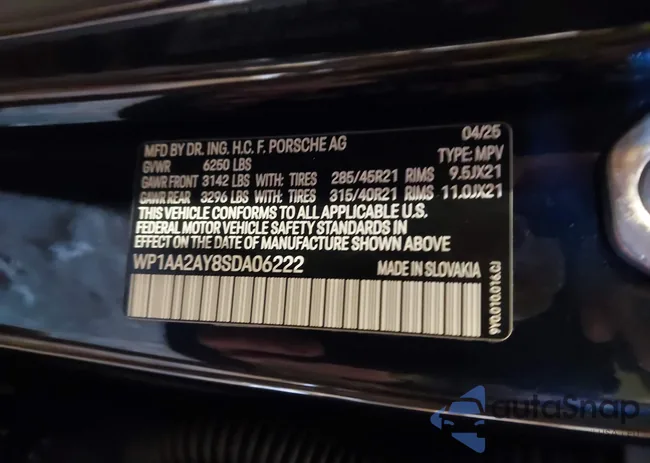 MFD BY DR. ING. H.C. F. PORSCHE AG 04/25
GVWR 6250 LBS TYPE: MPV
GAWR FRONT 3142 LBS WITH: TIRES 285/45R21 RIMS 9.5JX21
GAWR REAR 3296 LBS WITH: TIRES 315/40R21 RIMS 11.0JX21
THIS VEHICLE CONFORMS TO ALL APPLICABLE U.S.
FEDERAL MOTOR VEHICLE SAFETY STANDARDS IN
EFFECT ON THE DATE OF MANUFACTURE SHOWN ABOVE
WP1AA2AY8SDA06222 MADE IN SLOVAKIA
9Y0.010.016.CJ
autoSnap